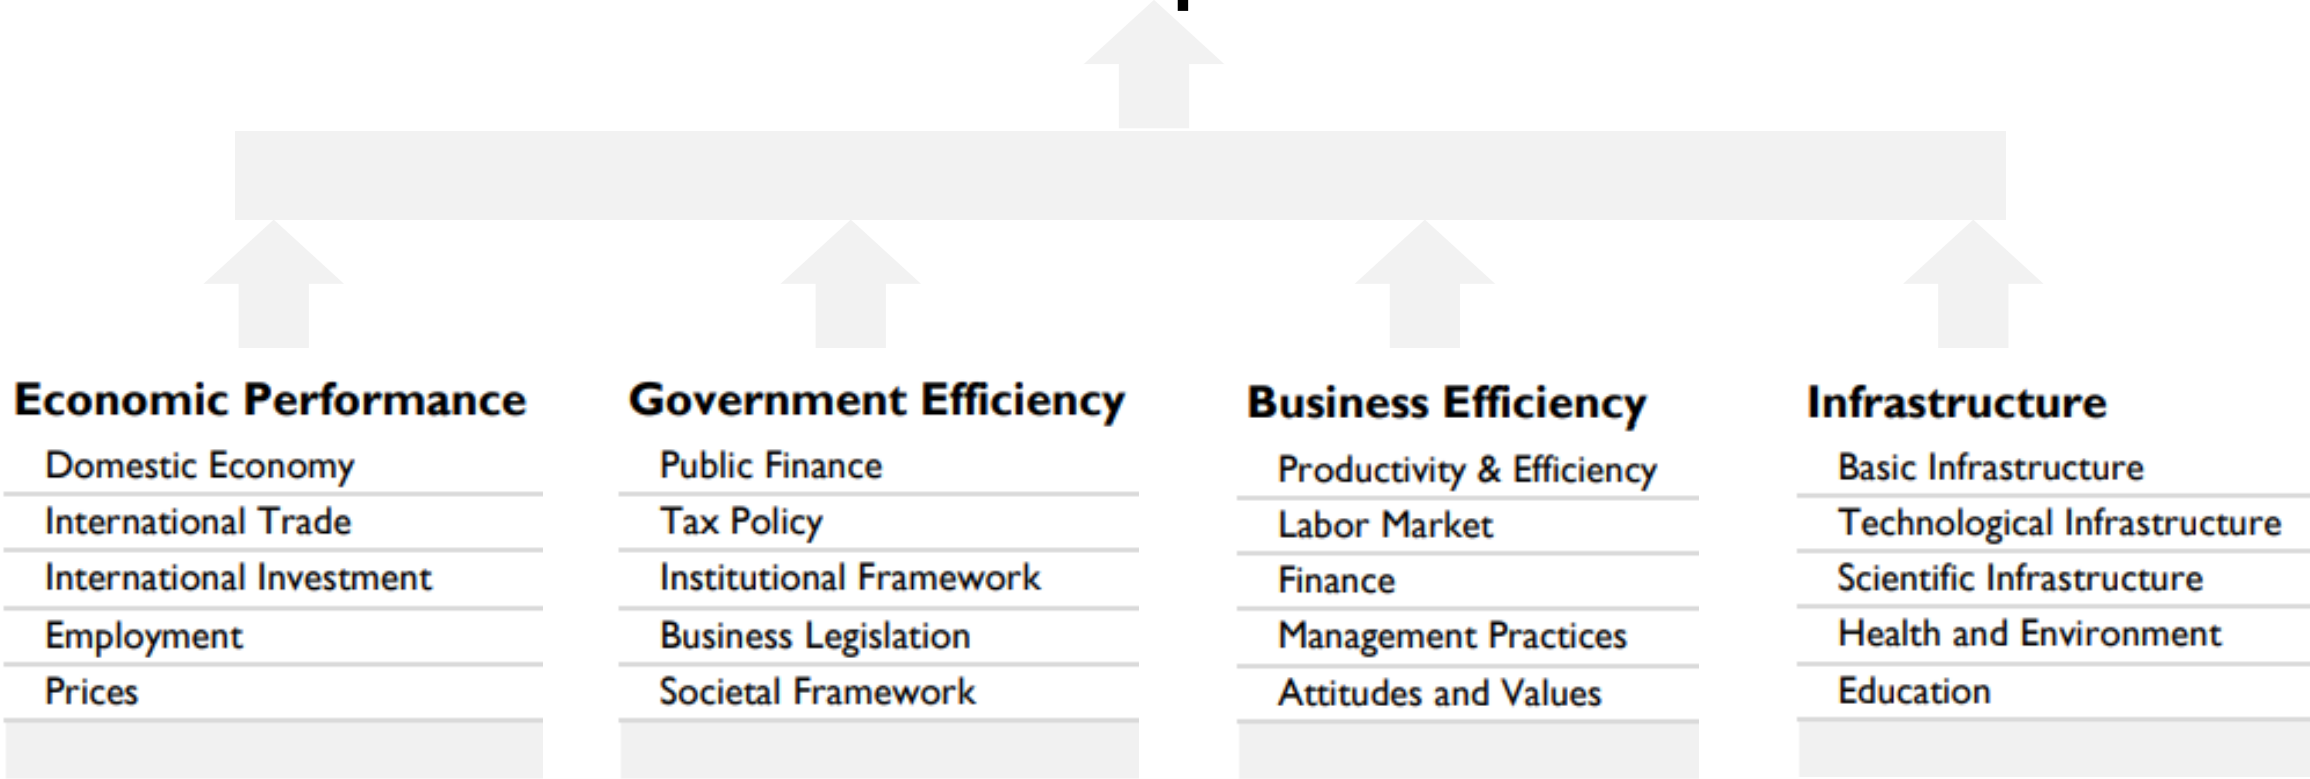 Economic Performance
Domestic Economy
International Trade
International Investment
Employment
Prices
Government Efficiency
Public Finance
Tax Policy
Institutional Framework
Business Legislation
Societal Framework
Business Efficiency
Productivity & Efficiency
Labor Market
Finance
Management Practices
Attitudes and Values
Infrastructure
Basic Infrastructure
Technological Infrastructure
Scientific Infrastructure
Health and Environment
Education